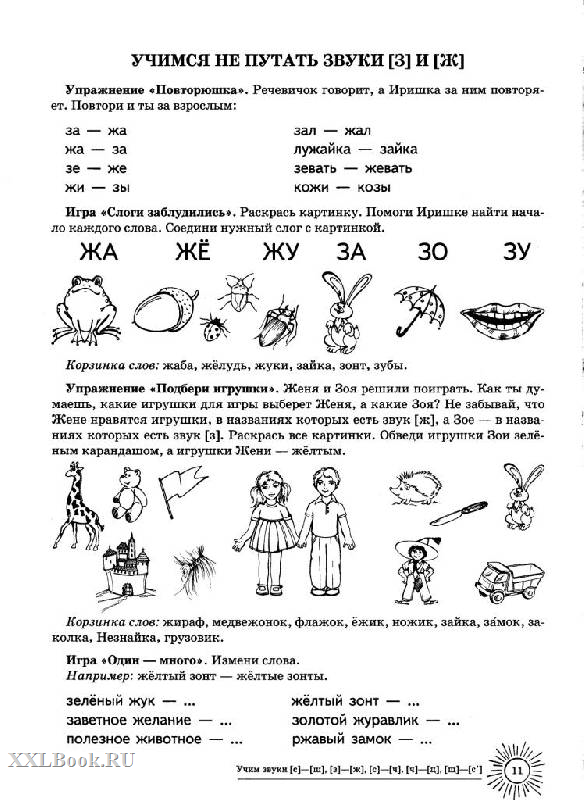 УЧИМСЯ НЕ ПУТАТЬ ЗВУКИ [З] И [Ж]
Упражнение «Повторюшка». Речевичок говорит, а Иришка за ним повторя-
ет. Повтори и ты за взрослым:
за — жа
жа — за
зе — же
жи — зы
зал — жал
лужайка — зайка
зевать — жевать
кожи — козы
Игра «Слоги заблудились». Раскрась картинку. Помоги Иришке найти нача-
ло каждого слова. Соедини нужный слог с картинкой.
ЖА ЖЁ ЖУ ЗА ЗО ЗУ
Корзинка слов: жаба, жёлудь, жуки, зайка, зонт, зубы.
Упражнение «Подбери игрушки». Женя и Зоя решили поиграть. Как ты ду-
маешь, какие игрушки для игры выберет Женя, а какие Зоя? Не забывай, что
Жене нравятся игрушки, в названиях которых есть звук [ж], а Зое — в назва-
ниях которых есть звук [з]. Раскрась все картинки. Обведи игрушки Зои зелё-
ным карандашом, а игрушки Жени — жёлтым.
Корзинка слов: жираф, медвежонок, флажок, ёжик, ножик, зайка, за́мок, за-
колка, Незнайка, грузовик.
Игра «Один — много». Измени слова.
Например: жёлтый зонт — жёлтые зонты.
зелёный жук — ...
заветное желание — ...
полезное животное — ...
жёлтый зонт — ...
золотой журавлик — ...
ржавый замок — ...
Учим звуки [с]—[ш], [з]—[ж], [с]—[ч], [ч]—[ц], [ш]—[с']
11
XXLBook.RU